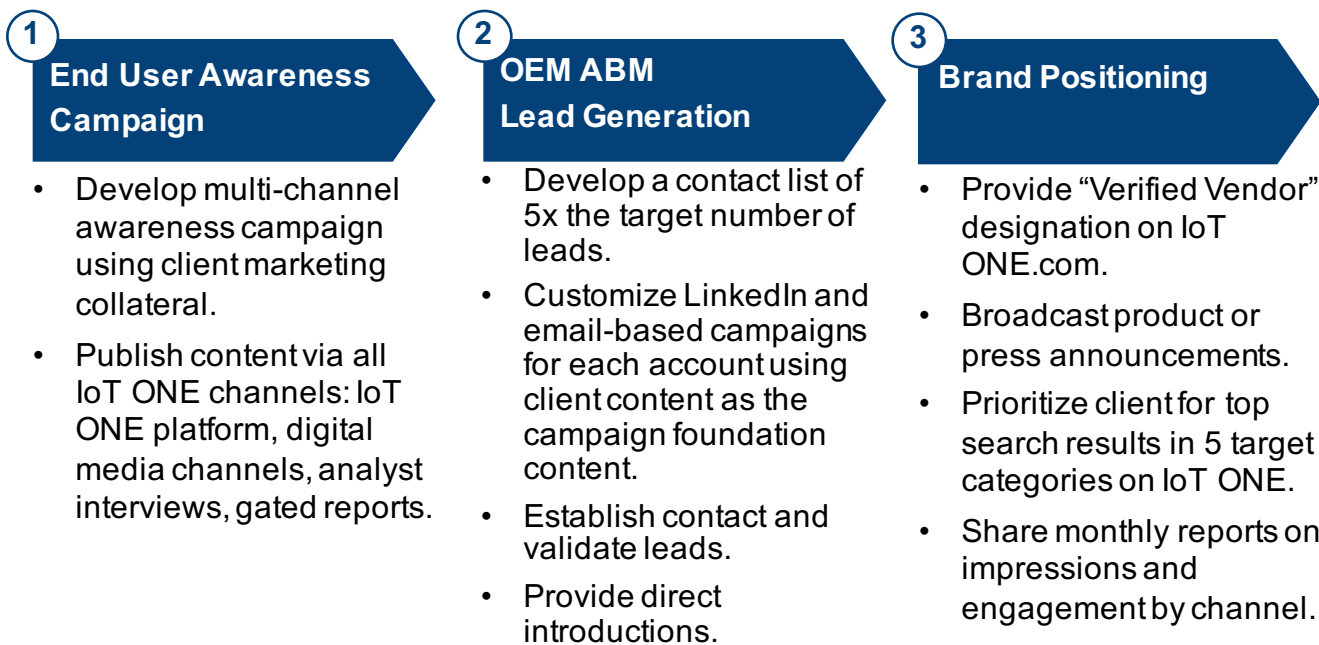 1
End User Awareness
Campaign
• Develop multi-channel
awareness campaign
using client marketing
collateral.
• Publish content via all
IoT ONE channels: IoT
ONE platform, digital
media channels, analyst
interviews, gated reports.
2
OEM ABM
Lead Generation
• Develop a contact list of
5x the target number of
leads.
• Customize LinkedIn and
email-based campaigns
for each account using
client content as the
campaign foundation
content.
• Establish contact and
validate leads.
• Provide direct
introductions.
3
Brand Positioning
• Provide “Verified Vendor”
designation on IoT
ONE.com.
• Broadcast product or
press announcements.
• Prioritize client for top
search results in 5 target
categories on IoT ONE.
• Share monthly reports on
impressions and
engagement by channel.